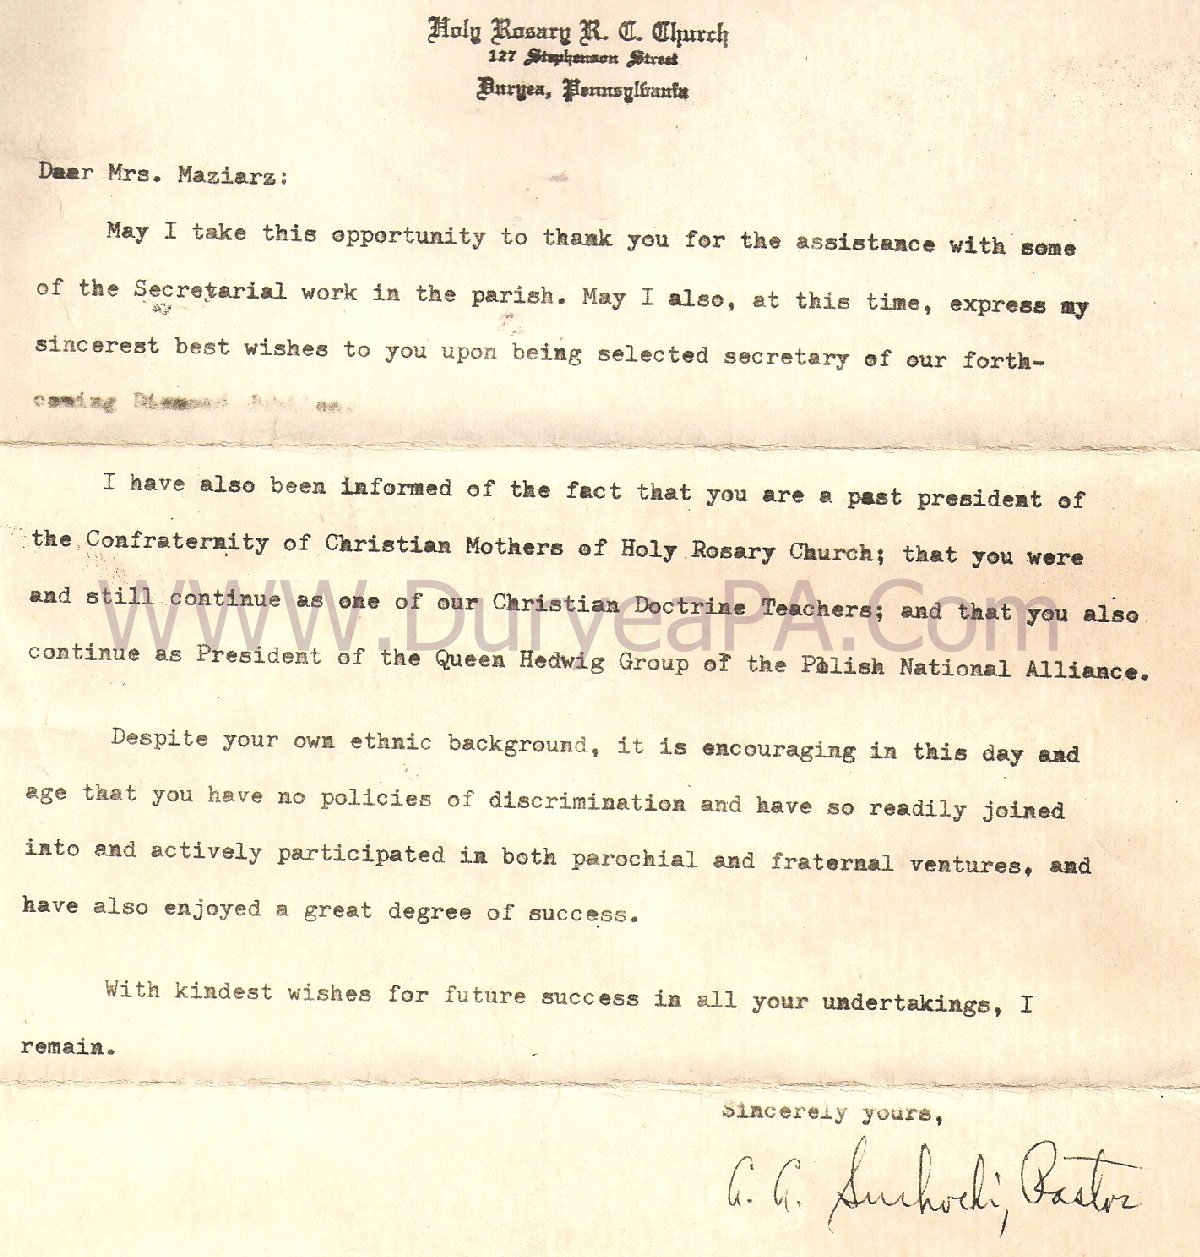 Holy Rosary R. C. Church
127 Stephenson Street
Duryea, Pennsylvania
Daar Mrs. Maziarz:
May I take this opportunity to thank you for the assistance with some
of the Secretarial work in the parish. May I also, at this time, express my
sincerest best wishes to you upon being selected secretary of our forth-
coming Diamond Jubilee.
I have also been informed of the fact that you are a past president of
the Confraternity of Christian Mothers of Holy Rosary Church; that you were
and still continue as one of our Christian Doctrine Teachers; and that you also
WWW.DuryeaPA.Com
continue as President of the Queen Hedwig Group of the Polish National Alliance.
Despite your own ethnic background, it is encouraging in this day and
age that you have no policies of discrimination and have so readily joined
into and actively participated in both parochial and fraternal ventures, and
have also enjoyed a great degree of success.
With kindest wishes for future success in all your undertakings, I
remain.
Sincerely yours,
A. A. Suchocki, Pastor